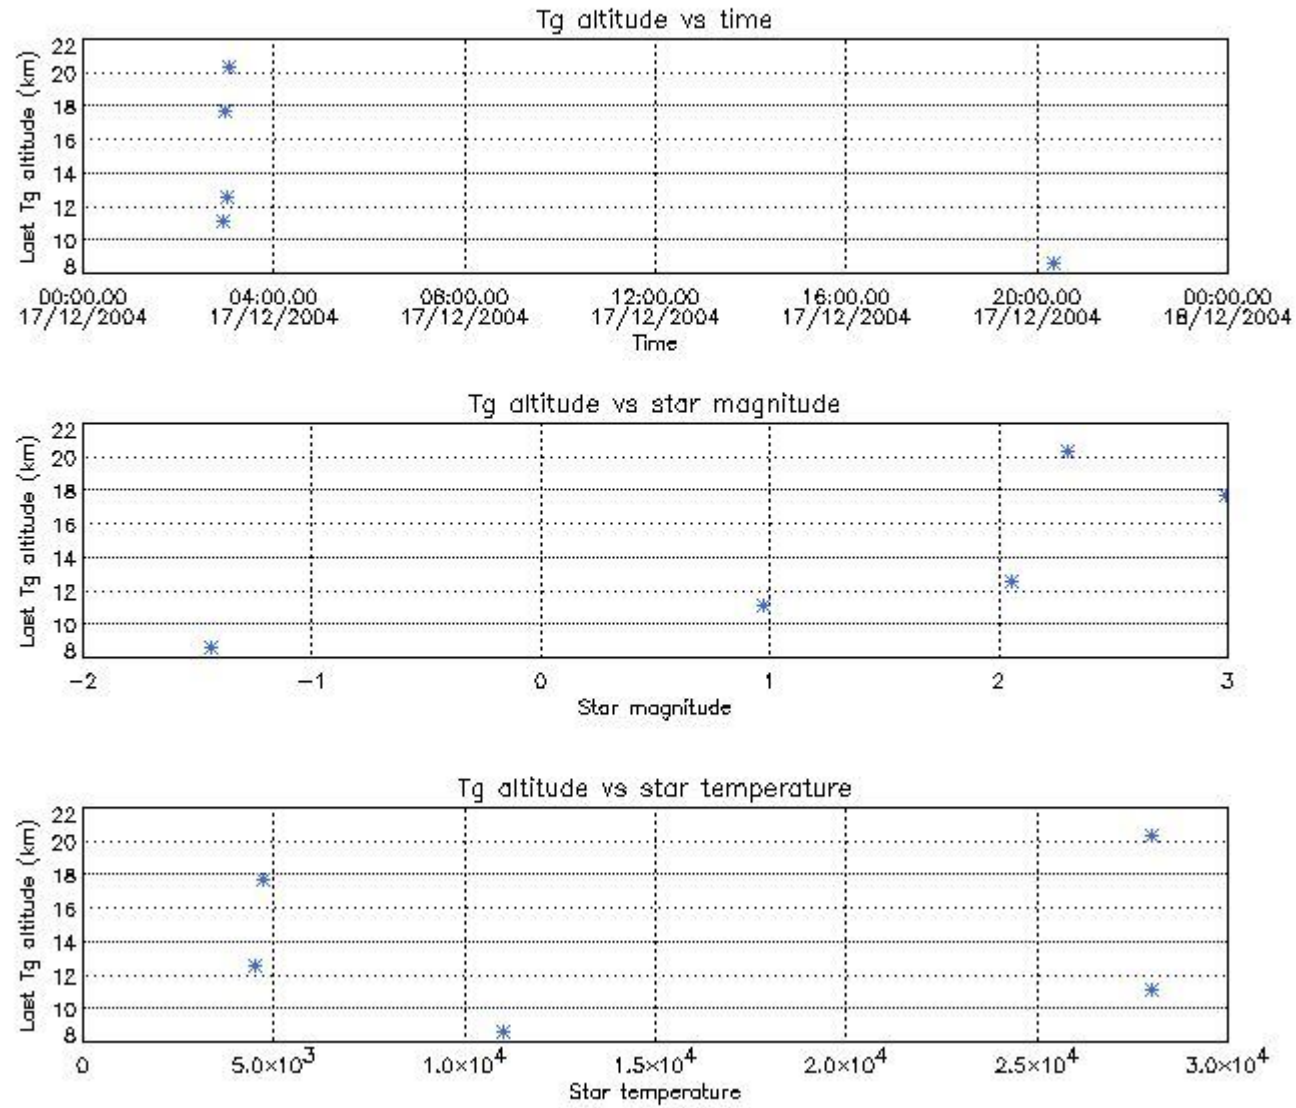 Tg altitude vs time
Last Tg altitude (km)
22
20
18
16
14
12
10
8
00:00.00 04:00.00 08:00.00 12:00.00 16:00.00 20:00.00 00:00.00
17/12/2004 17/12/2004 17/12/2004 17/12/2004 17/12/2004 17/12/2004 18/12/2004
Time
Tg altitude vs star magnitude
Last Tg altitude (km)
22
20
18
16
14
12
10
8
-2 -1 0 1 2 3
Star magnitude
Tg altitude vs star temperature
Last Tg altitude (km)
22
20
18
16
14
12
10
8
0 5.0×10³ 1.0×10⁴ 1.5×10⁴ 2.0×10⁴ 2.5×10⁴ 3.0×10⁴
Star temperature